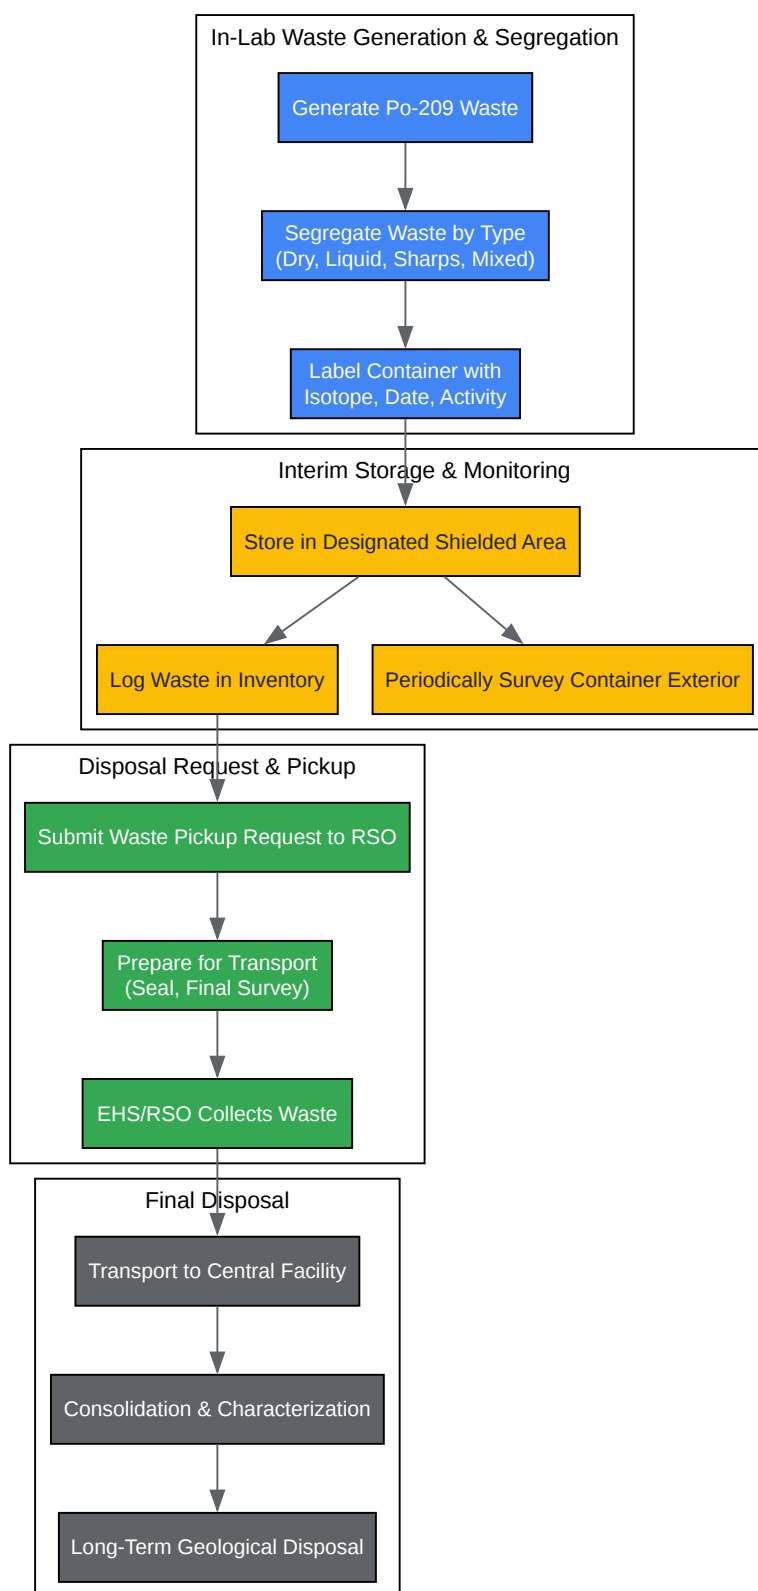 In-Lab Waste Generation & Segregation
Generate Po-209 Waste
Segregate Waste by Type
(Dry, Liquid, Sharps, Mixed)
Label Container with
Isotope, Date, Activity
Interim Storage & Monitoring
Store in Designated Shielded Area
Log Waste in Inventory
Periodically Survey Container Exterior
Disposal Request & Pickup
Submit Waste Pickup Request to RSO
Prepare for Transport
(Seal, Final Survey)
EHS/RSO Collects Waste
Final Disposal
Transport to Central Facility
Consolidation & Characterization
Long-Term Geological Disposal